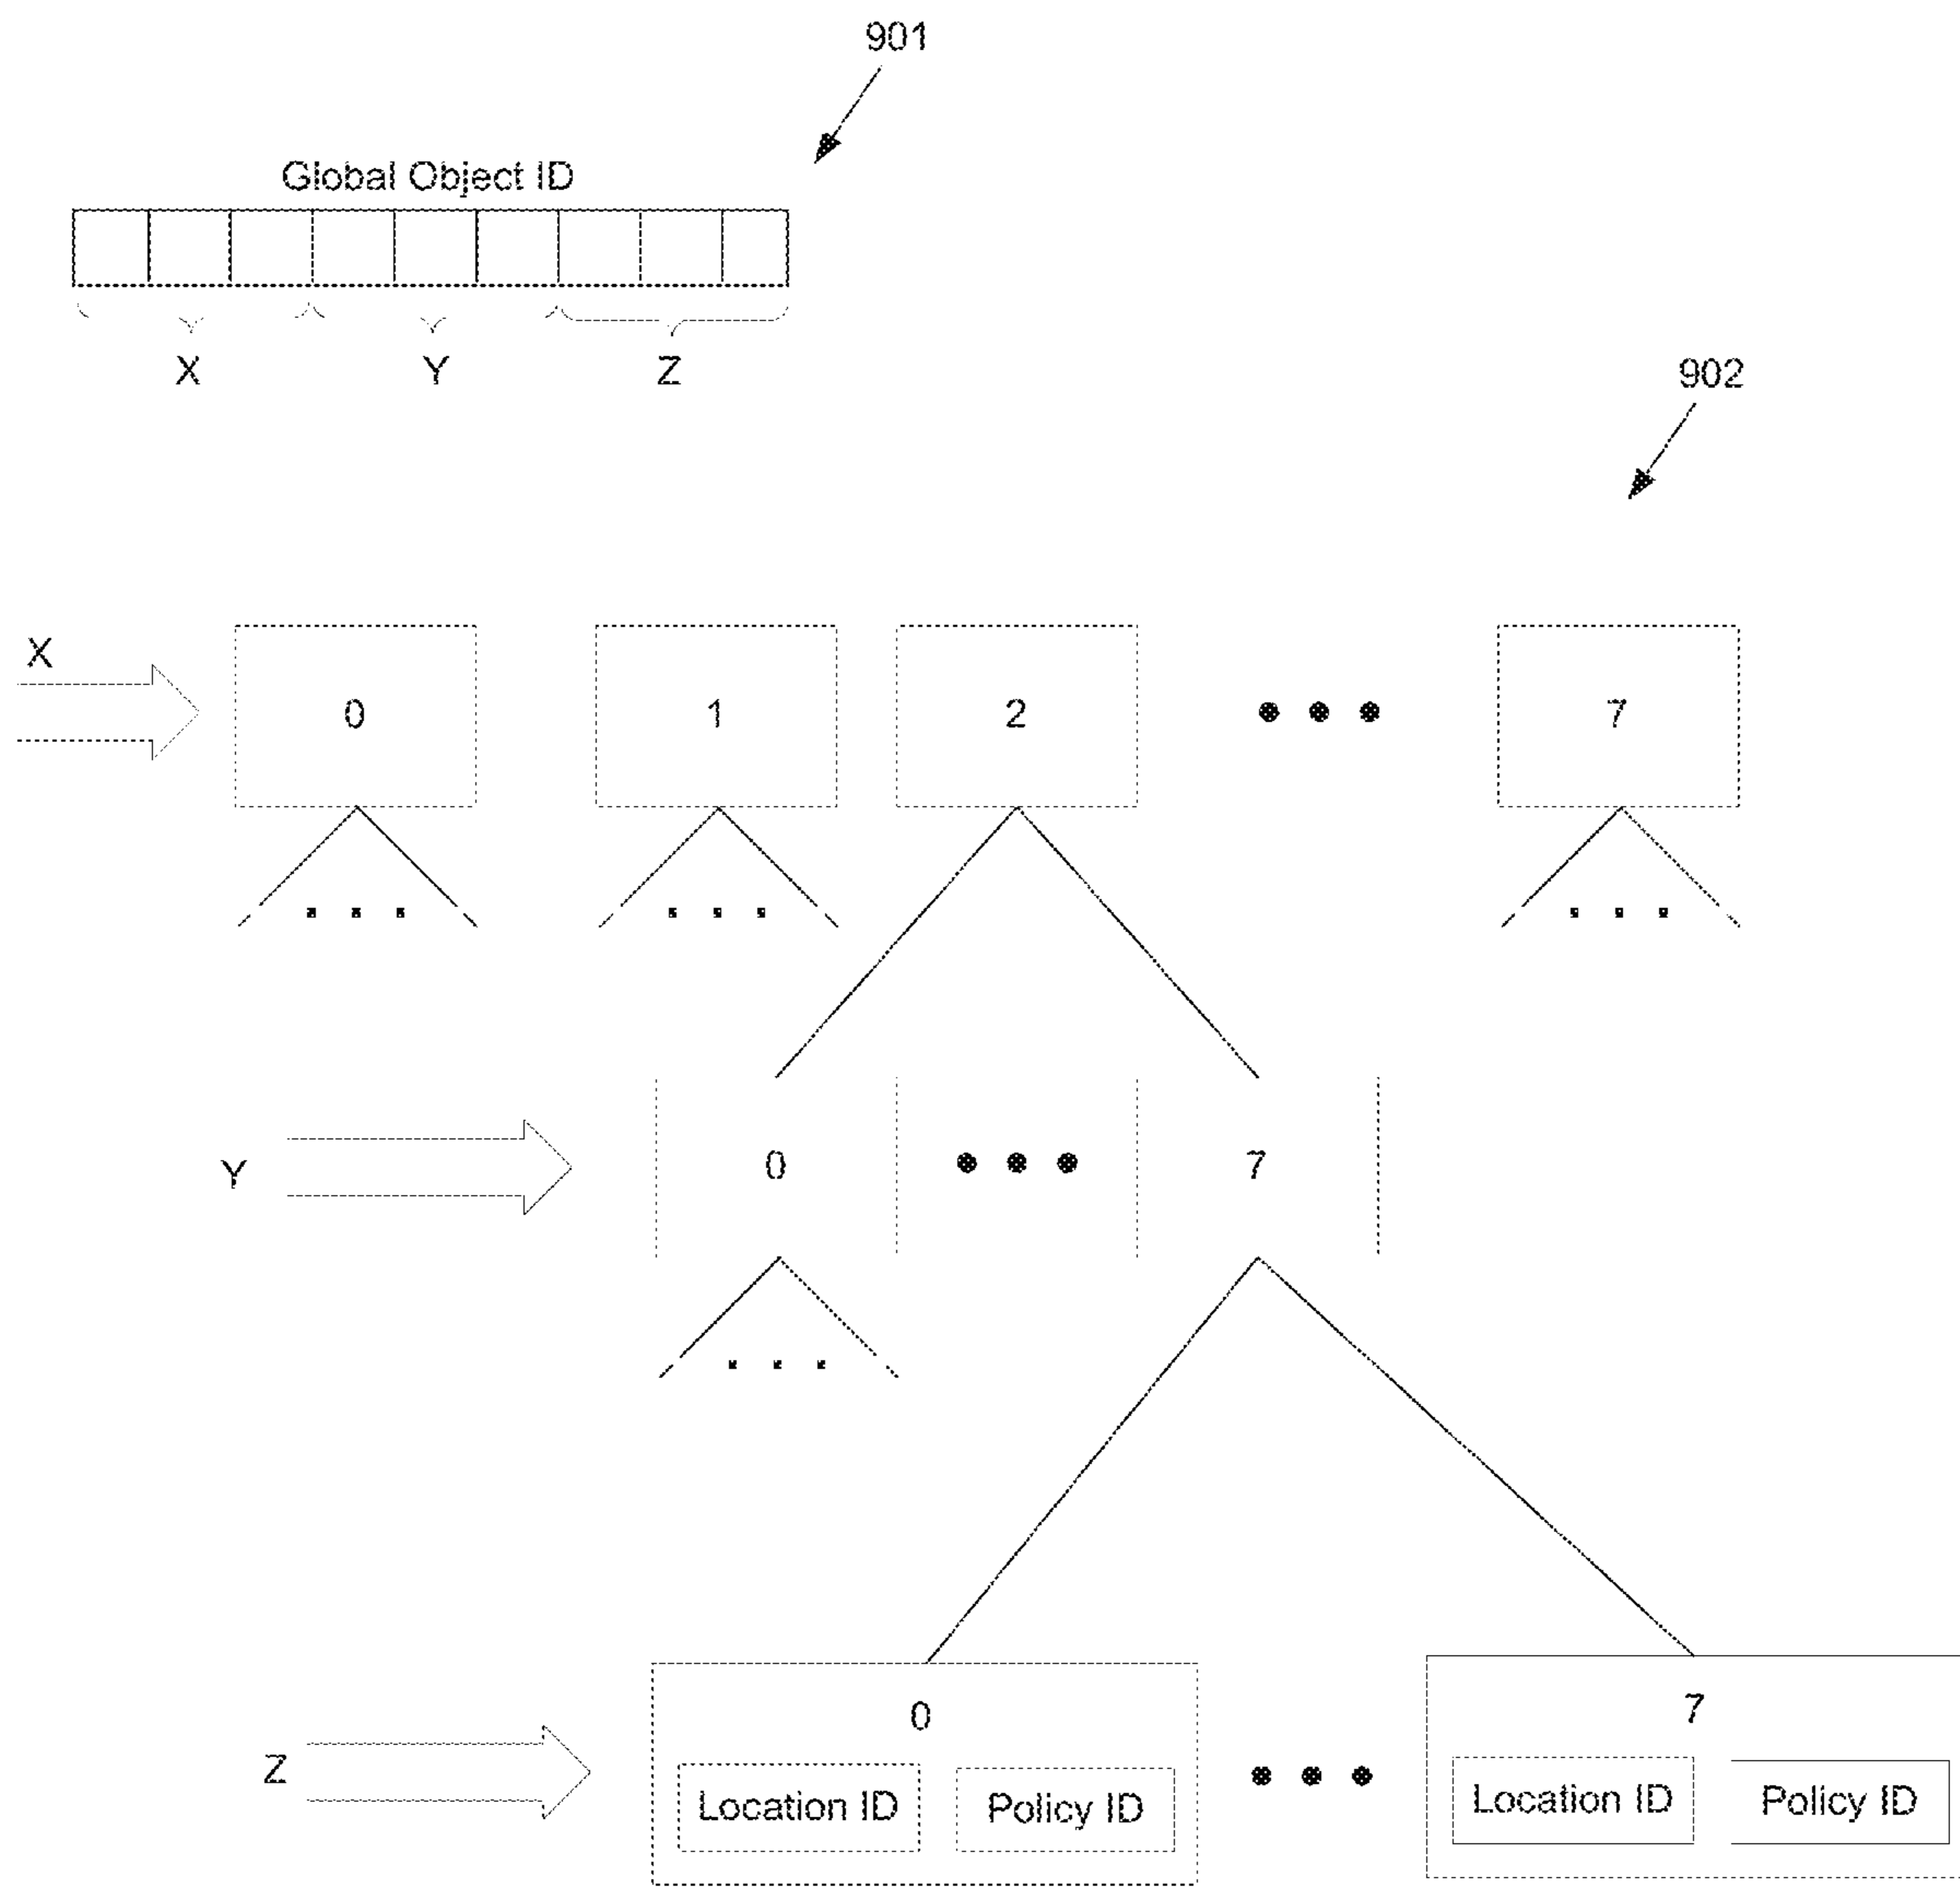 901
Global Object ID
X Y Z
902
X
0 1 2 7
Y
0 7
0 7
Z
Location ID Policy ID Location ID Policy ID